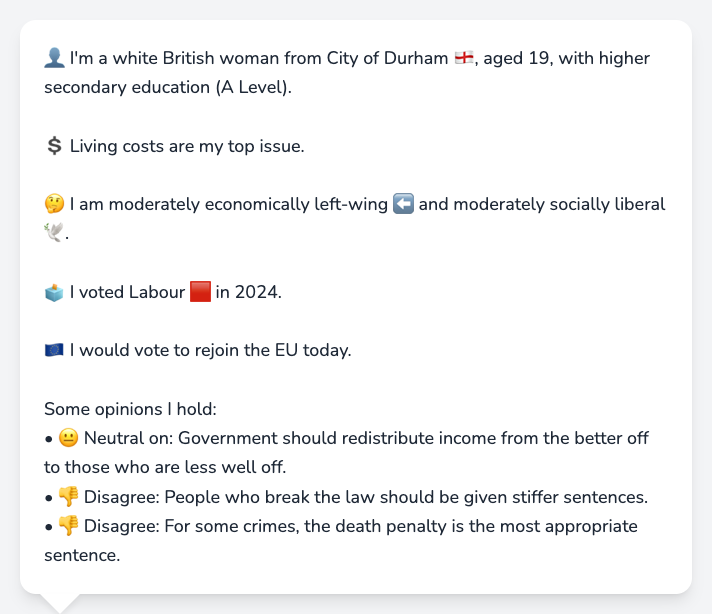 👤 I'm a white British woman from City of Durham 🏴󠁧󠁢󠁥󠁮󠁧󠁿, aged 19, with higher
secondary education (A Level).
💲 Living costs are my top issue.
🤔 I am moderately economically left-wing ⬅️ and moderately socially liberal
🕊️.
🗳️ I voted Labour 🟥 in 2024.
🇪🇺 I would vote to rejoin the EU today.
Some opinions I hold:
• 😐 Neutral on: Government should redistribute income from the better off
to those who are less well off.
• 👎 Disagree: People who break the law should be given stiffer sentences.
• 👎 Disagree: For some crimes, the death penalty is the most appropriate
sentence.